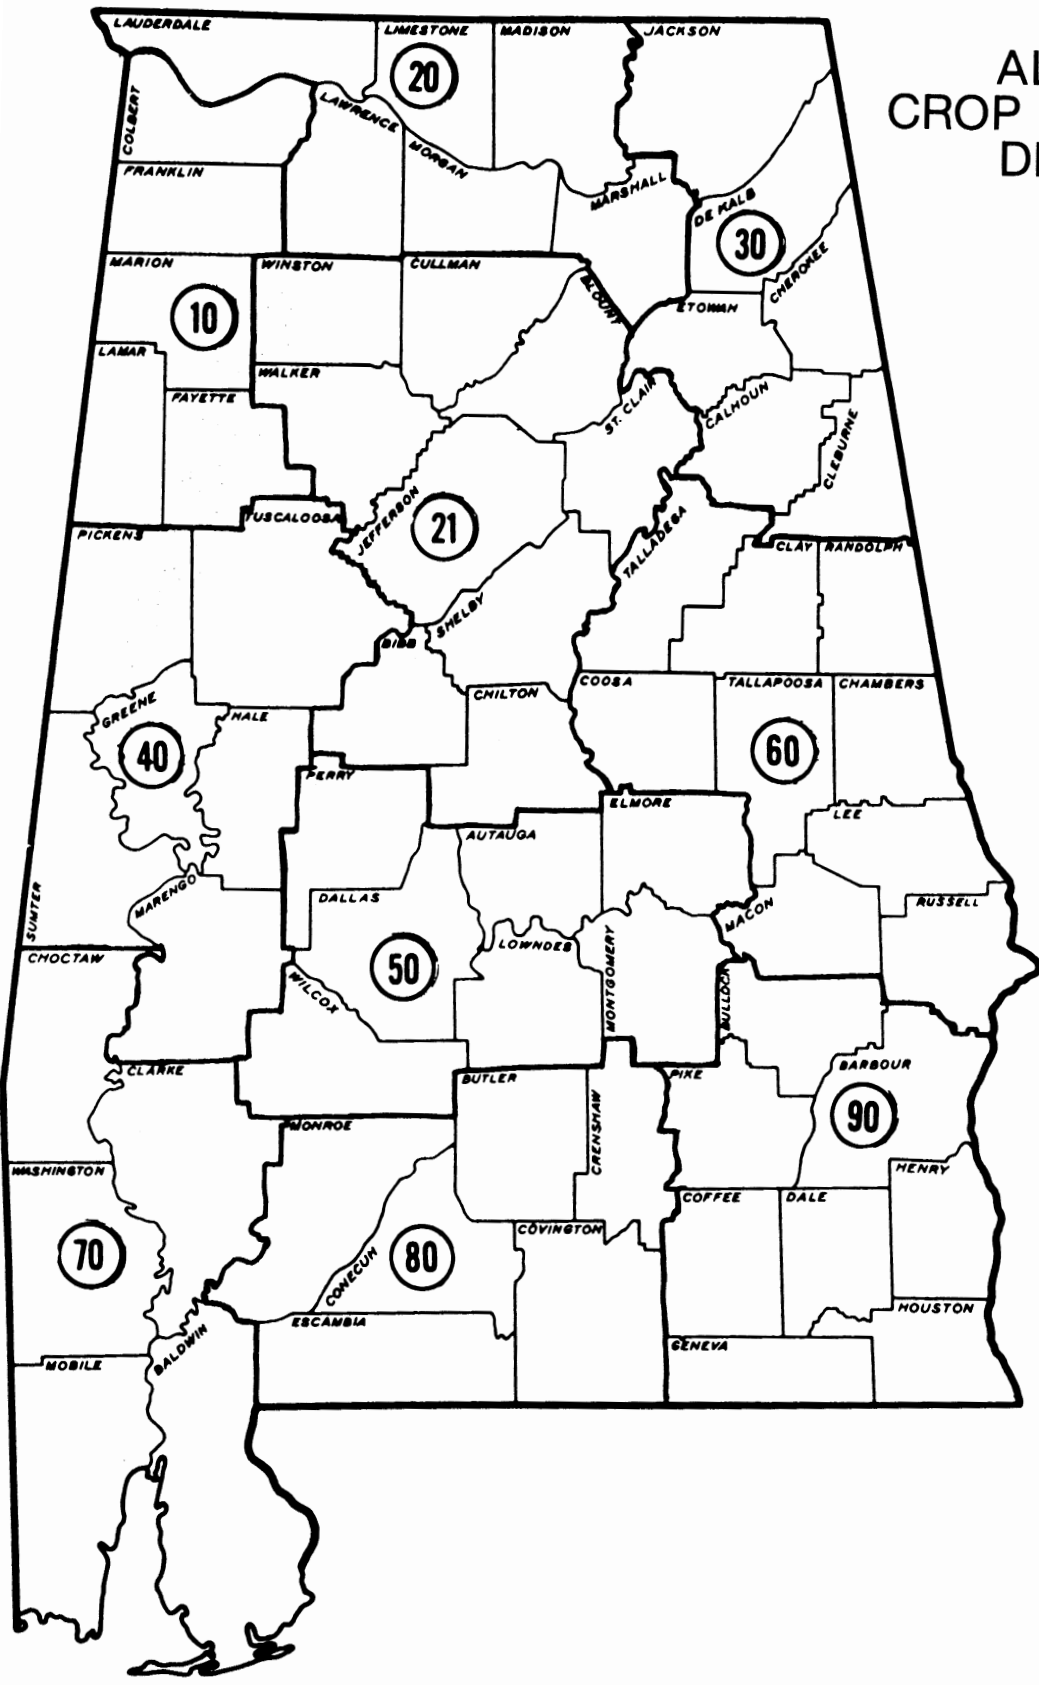 AL
CROP
DI
LAUDERDALE
LIMESTONE
MADISON
JACKSON
20
COLBERT
LAWRENCE
MORGAN
FRANKLIN
MARSHALL
DE KALB
30
CHEROKEE
MARION
WINSTON
CULLMAN
BLOUNT
ETOWAH
10
LAMAR
WALKER
FAYETTE
ST. CLAIR
CALHOUN
CLEBURNE
TUSCALOOSA
JEFFERSON
21
TALLADEGA
PICKENS
CLAY
RANDOLPH
SHELBY
BIBB
COOSA
TALLAPOOSA
CHAMBERS
CHILTON
GREENE
HALE
40
60
PERRY
ELMORE
LEE
AUTAUGA
SUMTER
MARENGO
DALLAS
MACON
RUSSELL
CHOCTAW
LOWNDES
50
MONTGOMERY
BULLOCK
WILCOX
CLARKE
BUTLER
CRENSHAW
PIKE
BARBOUR
90
MONROE
WASHINGTON
HENRY
COFFEE
DALE
70
CONECUH
80
COVINGTON
HOUSTON
ESCAMBIA
GENEVA
MOBILE
BALDWIN